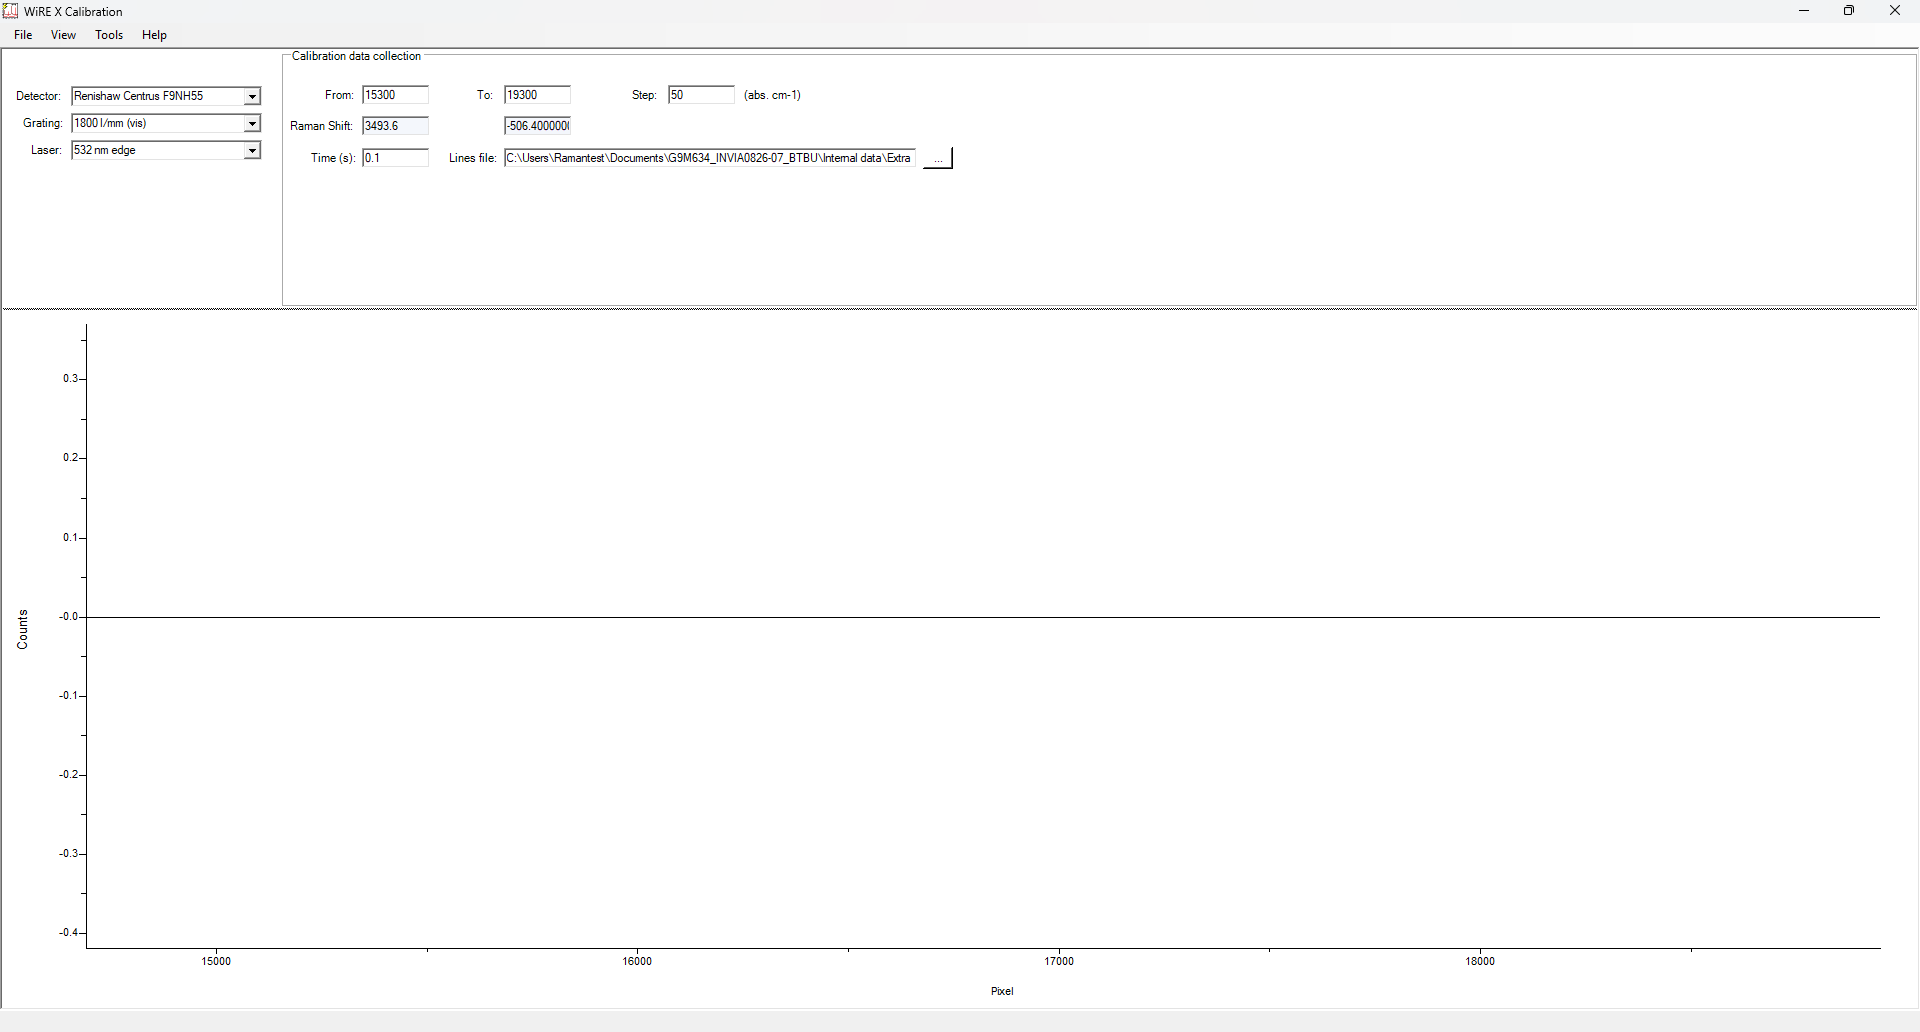 WiRE X Calibration
File View Tools Help
Calibration data collection
Detector: Renishaw Centrus F9NH55
From: 15300 To: 19300 Step: 50 (abs. cm-1)
Grating: 1800 l/mm (vis)
Raman Shift: 3493.6 -506.4000000
Laser: 532 nm edge
Time (s): 0.1 Lines file: C:\Users\Ramantest\Documents\G9M634_INVIA0826-07_BTBU\Internal data\Extra ...
0.3
0.2
0.1
-0.0
-0.1
-0.2
-0.3
-0.4
Counts
15000 16000 17000 18000
Pixel